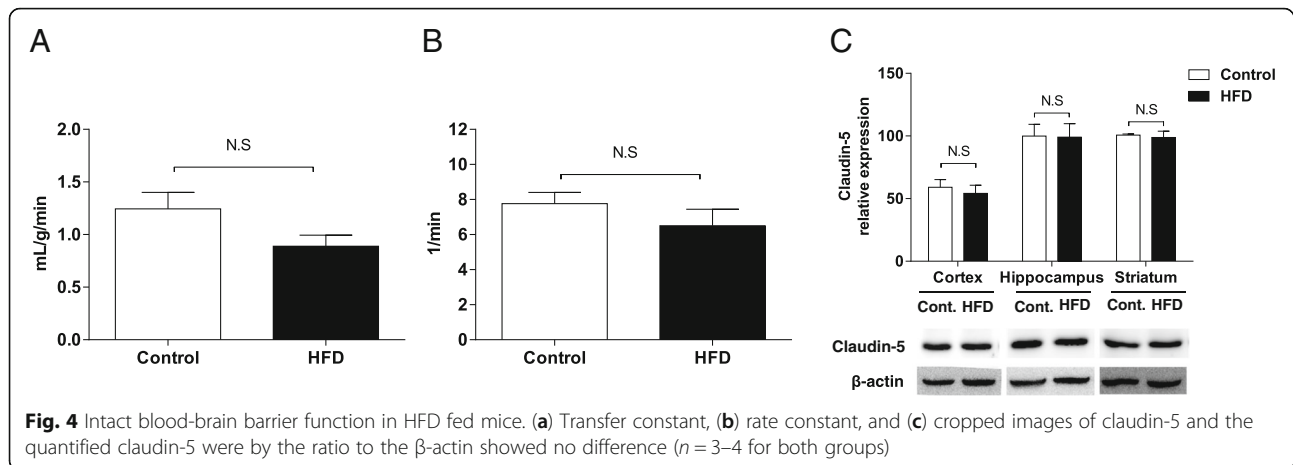 A
B
C
2.0
1.5
1.0
0.5
0.0
mL/g/min
N.S
Control
HFD
12
10
8
6
4
2
0
1/min
N.S
Control
HFD
Control
HFD
150
100
50
0
Claudin-5
relative expression
N.S
N.S
N.S
Cortex Hippocampus Striatum
Cont. HFD Cont. HFD Cont. HFD
Claudin-5
β-actin
Fig. 4 Intact blood-brain barrier function in HFD fed mice. (a) Transfer constant, (b) rate constant, and (c) cropped images of claudin-5 and the
quantified claudin-5 were by the ratio to the β-actin showed no difference (n = 3–4 for both groups)